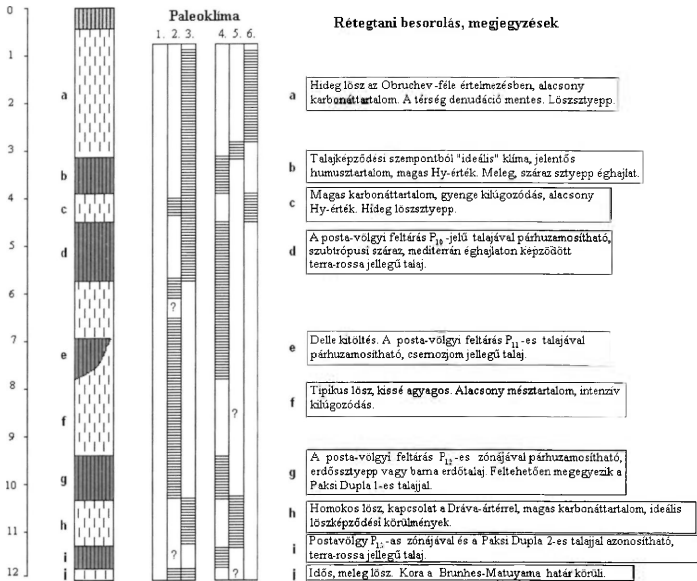 Paleoklíma
Rétegtani besorolás, megjegyzések
1. 2. 3. 4. 5. 6.
0
1
2
3
4
5
6
7
8
9
10
11
12
a
b
c
d
e
f
g
h
i
j
?
?
?
?
?
a
Hideg lösz az Obruchev-féle értelmezésben, alacsony
karbonáttartalom. A térség denudáció mentes. Löszsztyepp.
b
Talajképződési szempontból "ideális" klíma, jelentős
humusztartalom, magas Hy-érték. Meleg, száraz sztyepp éghajlat.
c
Magas karbonáttartalom, gyenge kilúgozódás, alacsony
Hy-érték. Hideg löszsztyepp.
d
A posta-völgyi feltárás P10 -jelű talajával párhuzamosítható,
szubtrópusi száraz, mediterrán éghajlaton képződött
terra-rossa jellegű talaj.
e
Delle kitöltés. A posta-völgyi feltárás P11 -es talajával
párhuzamosítható, csernozjom jellegű talaj.
f
Tipikus lösz, kissé agyagos. Alacsony mésztartalom, intenzív
kilúgozódás.
g
A posta-völgyi feltárás P12 -es zónájával párhuzamosítható,
erdőssztyepp vagy barna erdőtalaj. Feltehetően megegyezik a
Paksi Dupla 1-es talajjal.
h
Homokos lösz, kapcsolat a Dráva-ártérrel, magas karbonáttartalom, ideális
löszképződési körülmények.
i
Postavölgy -as zónájával és a Paksi Dupla 2-es talajjal azonosítható,
terra-rossa jellegű talaj.
j
Idős, meleg lösz. Kora a Brunhes-Matuyama határ körüli.